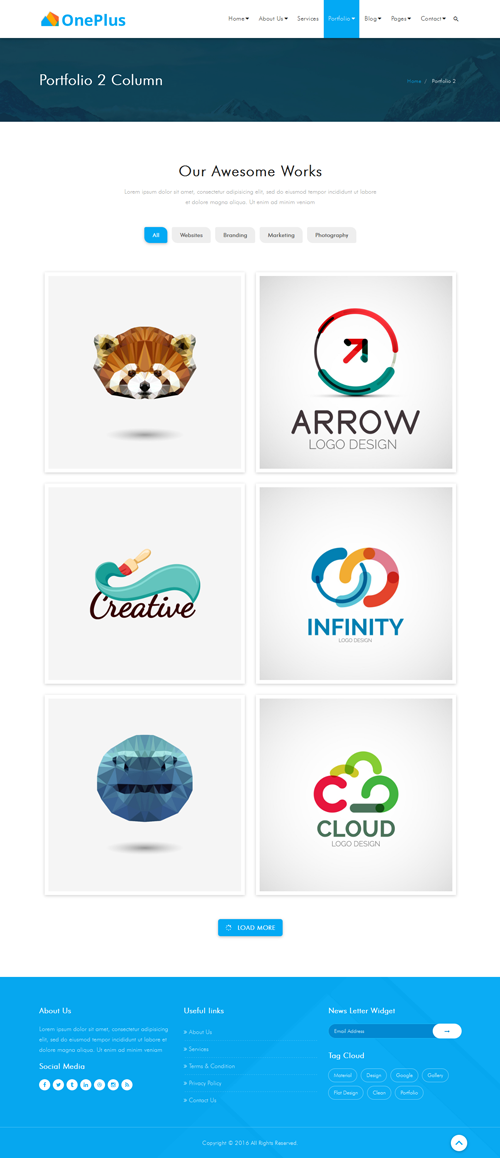 OnePlus
Home About Us Services Portfolio Blog Pages Contact
Portfolio 2 Column
Home / Portfolio 2
Our Awesome Works
Lorem ipsum dolor sit amet, consectetur adipisicing elit, sed do eiusmod tempor incididunt ut labore
et dolore magna aliqua. Ut enim ad minim veniam
All Websites Branding Marketing Photography
ARROW
LOGO DESIGN
Creative
INFINITY
LOGO DESIGN
CLOUD
LOGO DESIGN
LOAD MORE
About Us
Lorem ipsum dolor sit amet, consectetur adipisicing
elit, sed do eiusmod tempor incididunt ut labore et
dolore magna aliqua. Ut enim ad minim veniam
Social Media
Useful links
» About Us
» Services
» Terms & Condition
» Privacy Policy
» Contact Us
News Letter Widget
Email Address
Tag Cloud
Material Design Google Gallery
Flat Design Clean Portfolio
Copyright © 2016 All Rights Reserved.